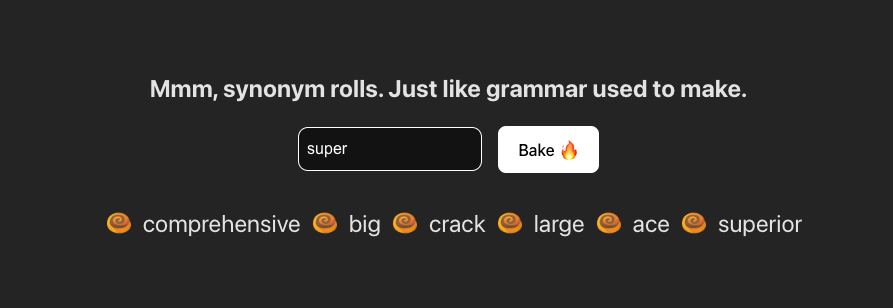 Mmm, synonym rolls. Just like grammar used to make.
super
Bake 🔥
comprehensive big crack large ace superior